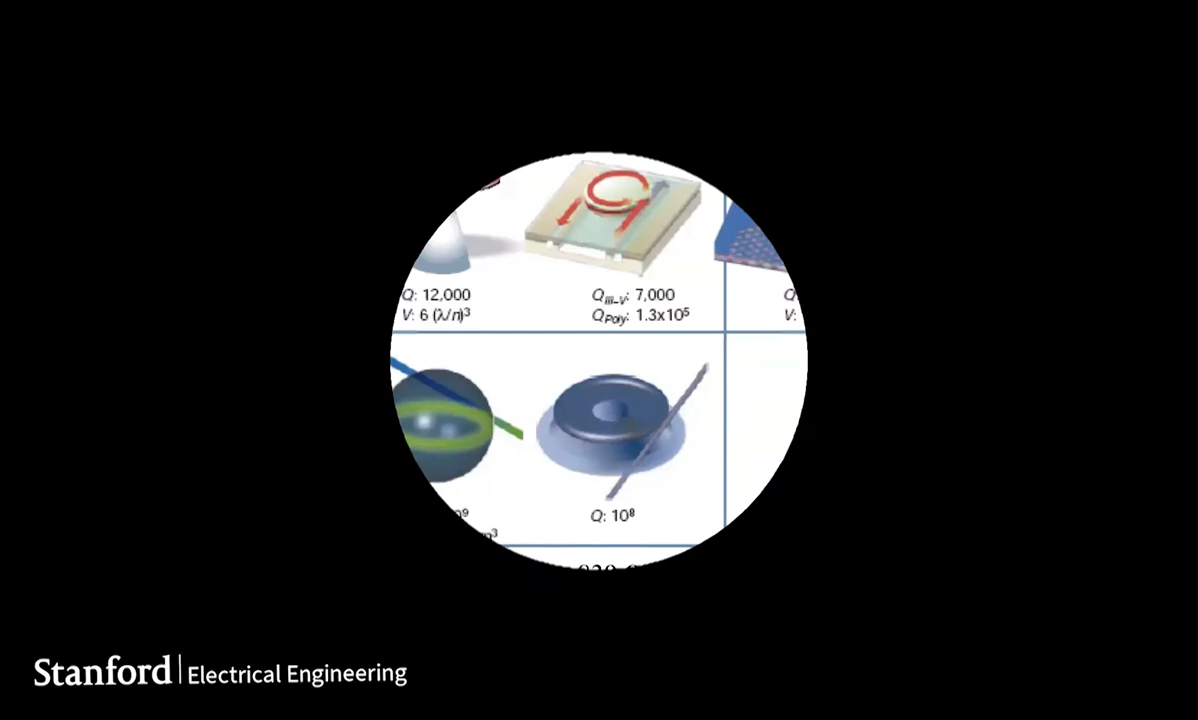 Q: 12,000
V: 6 (λ/n)³
Q_III–V: 7,000
Q_Poly: 1.3x10⁵
Q
V:
Q: 10⁸
Stanford | Electrical Engineering